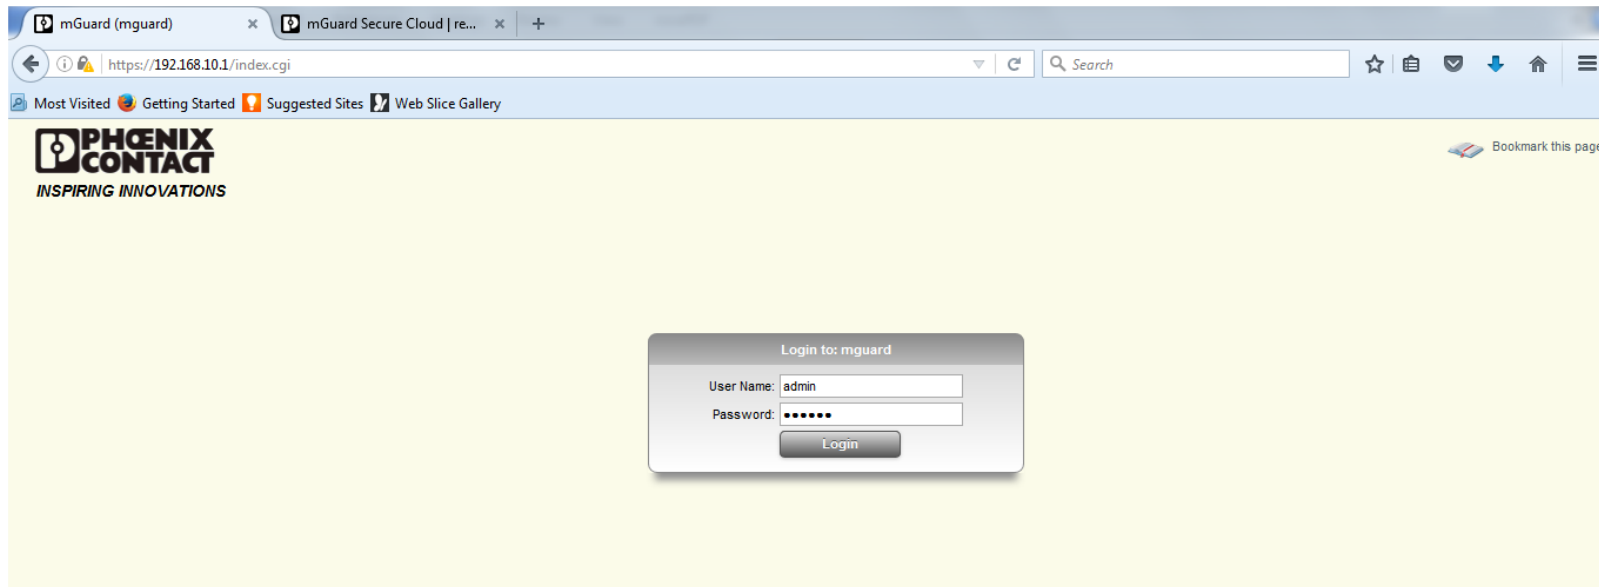 mGuard (mguard)
mGuard Secure Cloud | re...
https://192.168.10.1/index.cgi
Search
Most Visited Getting Started Suggested Sites Web Slice Gallery
PHŒNIX
CONTACT
INSPIRING INNOVATIONS
Bookmark this page
Login to: mguard
User Name: admin
Password: ••••••
Login